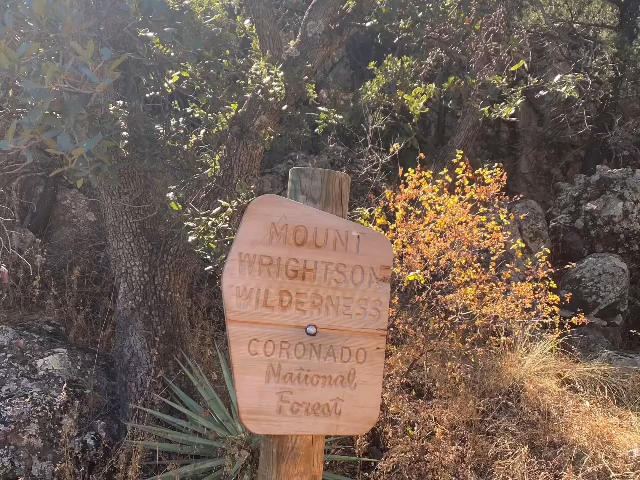 MOUNT
WRIGHTSON
WILDERNESS
CORONADO
National
Forest